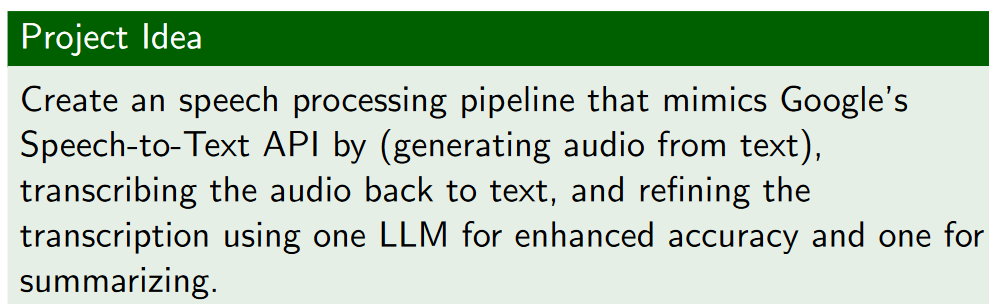 Project Idea
Create an speech processing pipeline that mimics Google's
Speech-to-Text API by (generating audio from text),
transcribing the audio back to text, and refining the
transcription using one LLM for enhanced accuracy and one for
summarizing.